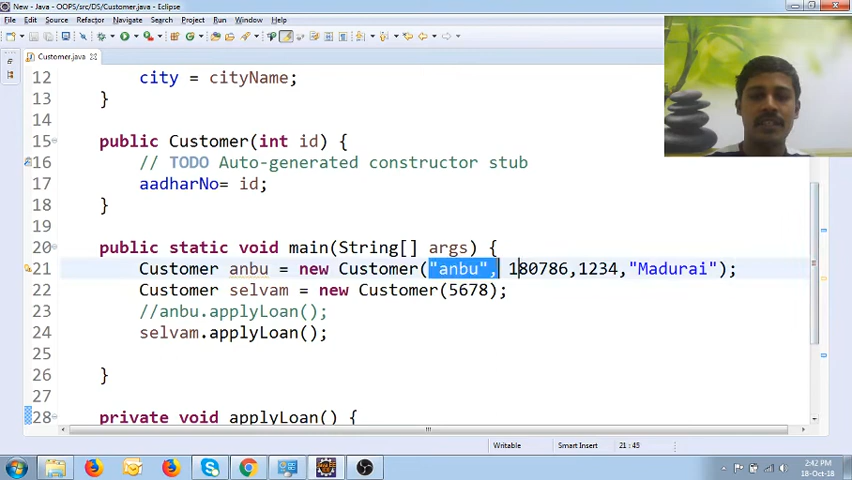 New - Java - OOPS/src/DS/Customer.java - Eclipse
File Edit Source Refactor Navigate Search Project Run Window Help
Customer.java
12 city = cityName;
13 }
14
15 public Customer(int id) {
16 // TODO Auto-generated constructor stub
17 aadharNo= id;
18 }
19
20 public static void main(String[] args) {
21 Customer anbu = new Customer("anbu", 180786,1234,"Madurai");
22 Customer selvam = new Customer(5678);
23 //anbu.applyLoan();
24 selvam.applyLoan();
25
26 }
27
28 private void applyLoan() {
Writable Smart Insert 21 : 45
2:42 PM
18-Oct-18